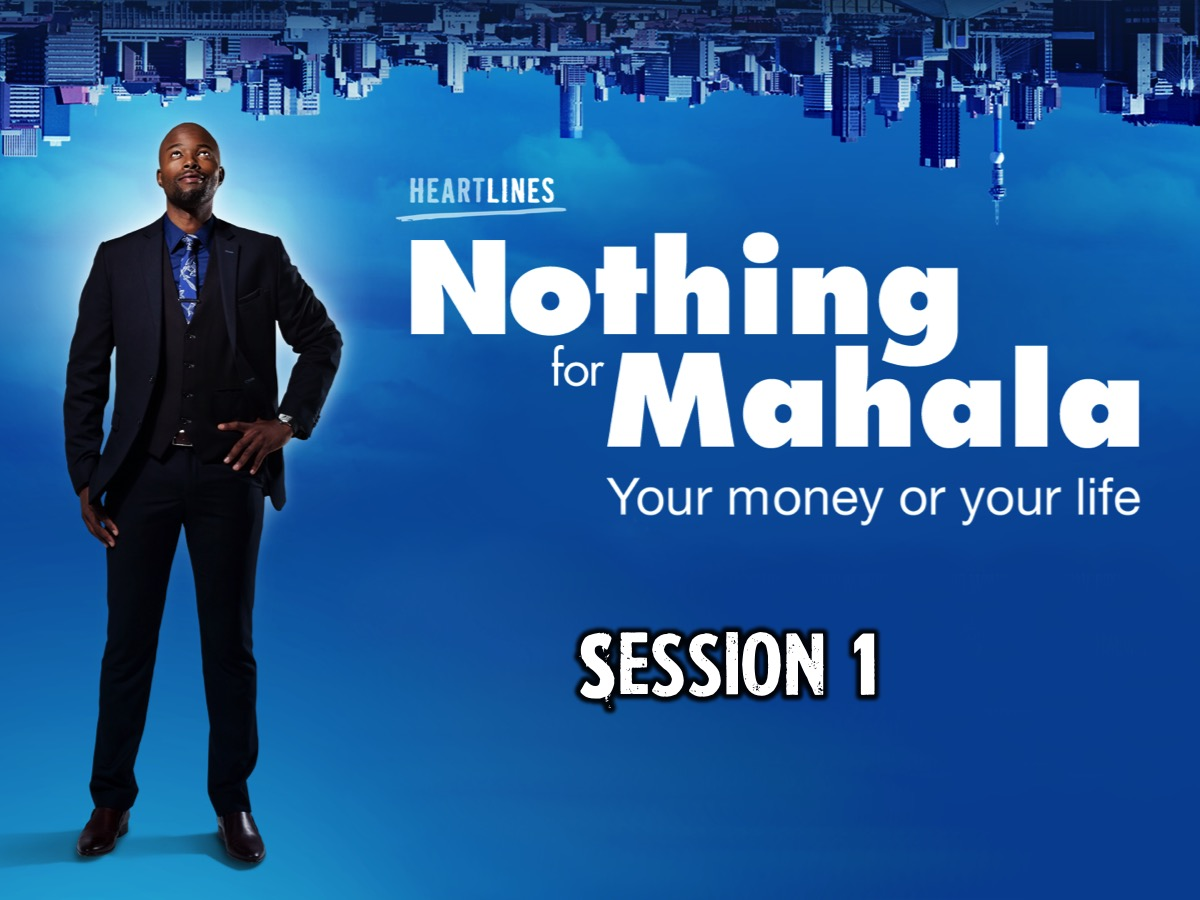 HEARTLINES
Nothing
for Mahala
Your money or your life
SESSION 1